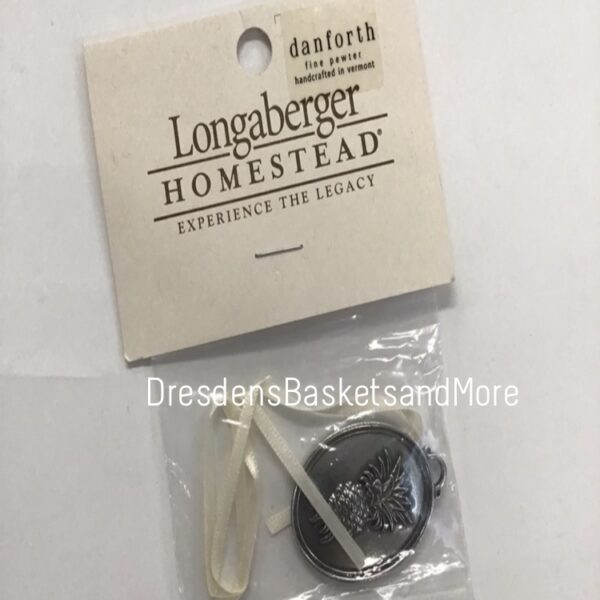 danforth
fine pewter
handcrafted in vermont
Longaberger
HOMESTEAD®
EXPERIENCE THE LEGACY
DresdensBasketsandMore